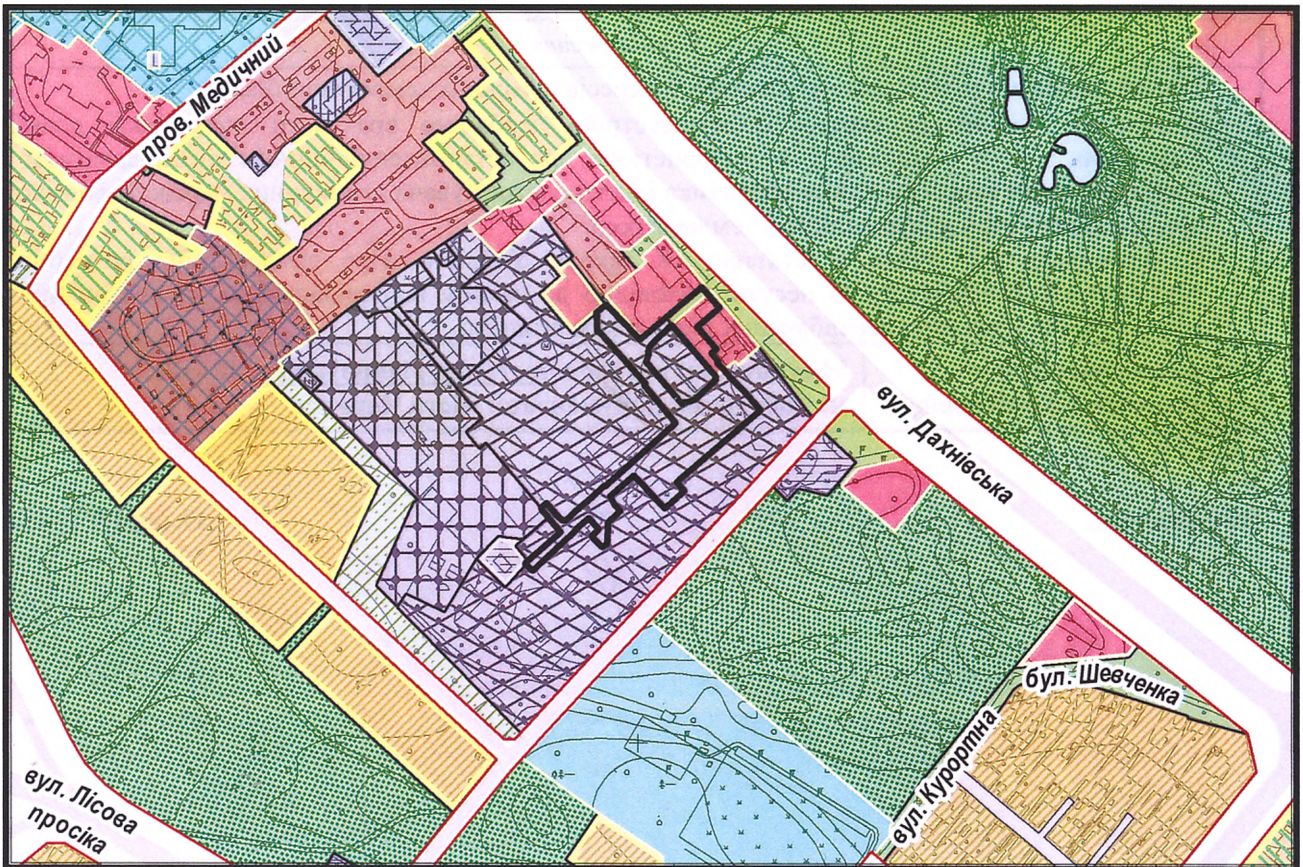 пров. Медичний
вул. Дахнівська
бул. Шевченка
вул. Курортна
вул. Лісова
просіка